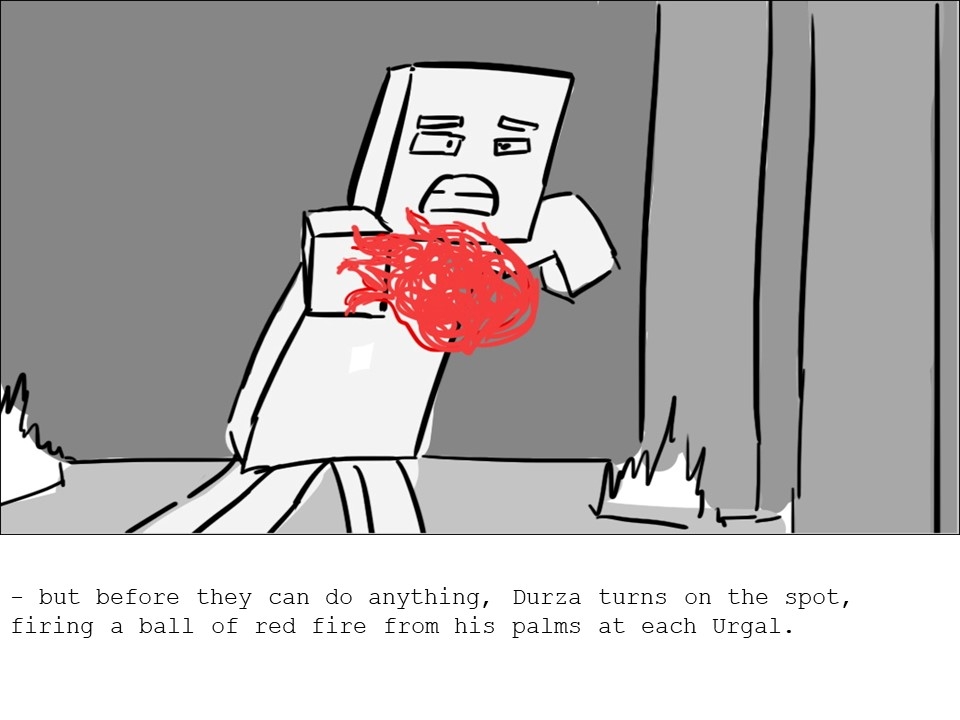 – but before they can do anything, Durza turns on the spot,
firing a ball of red fire from his palms at each Urgal.